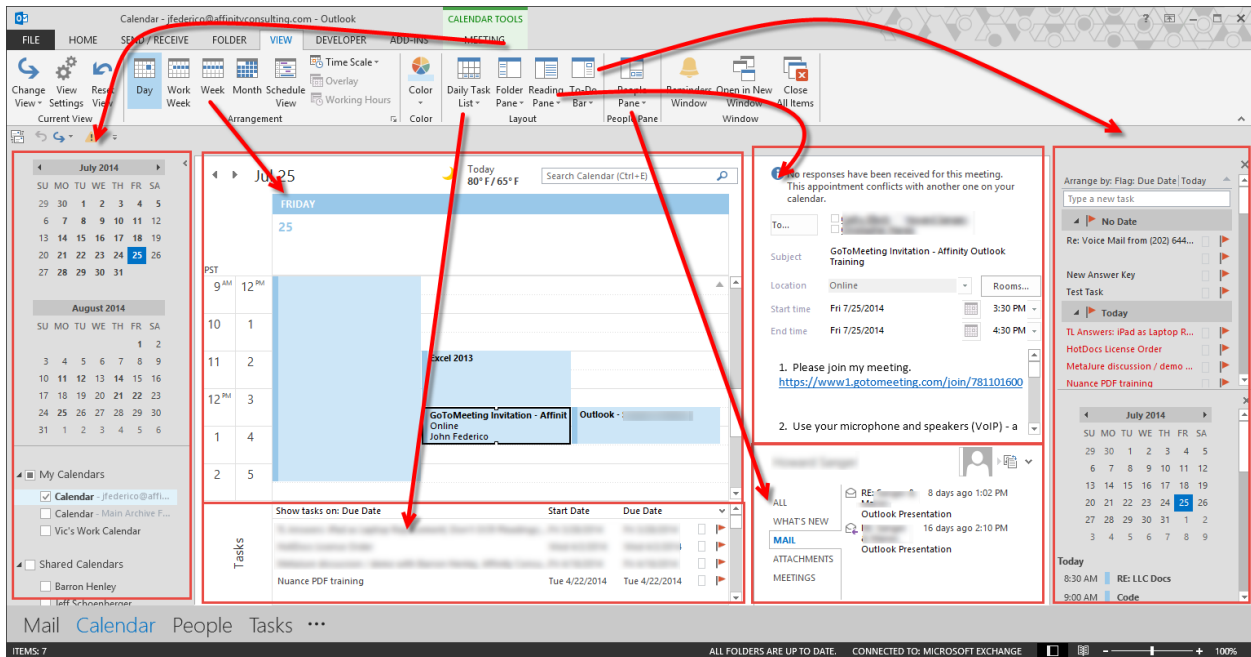 Calendar - jfederico@affinityconsulting.com - Outlook
CALENDAR TOOLS
FILE HOME SEND / RECEIVE FOLDER VIEW DEVELOPER ADD-INS MEETING
Change View
View Settings
Reset View
Current View
Day
Work Week
Week
Month
Schedule View
Time Scale
Overlay
Working Hours
Arrangement
Color
Color
Daily Task List
Folder Pane
Reading Pane
To-Do Bar
Layout
People Pane
People Pane
Reminders Window
Open in New Window
Close All Items
Window
July 2014
SU MO TU WE TH FR SA
29 30 1 2 3 4 5
6 7 8 9 10 11 12
13 14 15 16 17 18 19
20 21 22 23 24 25 26
27 28 29 30 31
August 2014
SU MO TU WE TH FR SA
1 2
3 4 5 6 7 8 9
10 11 12 13 14 15 16
17 18 19 20 21 22 23
24 25 26 27 28 29 30
31 1 2 3 4 5 6
My Calendars
Calendar - jfederico@affi...
Calendar - Main Archive F...
Vic's Work Calendar
Shared Calendars
Barron Henley
Jeff Schoenberger
Jul 25
Today
80° F / 65° F
Search Calendar (Ctrl+E)
FRIDAY
25
PST
9 AM 12 PM
10 1
11 2
12 PM 3
1 4
2 5
Excel 2013
GoToMeeting Invitation - Affinit
Online
John Federico
Outlook -
Tasks
Show tasks on: Due Date Start Date Due Date
Nuance PDF training Tue 4/22/2014 Tue 4/22/2014
No responses have been received for this meeting.
This appointment conflicts with another one on your
calendar.
To...
Subject GoToMeeting Invitation - Affinity Outlook
Training
Location Online Rooms...
Start time Fri 7/25/2014 3:30 PM
End time Fri 7/25/2014 4:30 PM
1. Please join my meeting.
https://www1.gotomeeting.com/join/781101600
2. Use your microphone and speakers (VoIP) - a
ALL
WHAT'S NEW
MAIL
ATTACHMENTS
MEETINGS
RE: 8 days ago 1:02 PM
Outlook Presentation
16 days ago 2:10 PM
Outlook Presentation
Arrange by: Flag: Due Date Today
Type a new task
No Date
Re: Voice Mail from (202) 644...
New Answer Key
Test Task
Today
TL Answers: iPad as Laptop R...
HotDocs License Order
MetaJure discussion / demo ...
Nuance PDF training
July 2014
SU MO TU WE TH FR SA
29 30 1 2 3 4 5
6 7 8 9 10 11 12
13 14 15 16 17 18 19
20 21 22 23 24 25 26
27 28 29 30 31 1 2
3 4 5 6 7 8 9
Today
8:30 AM RE: LLC Docs
9:00 AM Code
Mail Calendar People Tasks •••
ITEMS: 7
ALL FOLDERS ARE UP TO DATE. CONNECTED TO: MICROSOFT EXCHANGE 100%